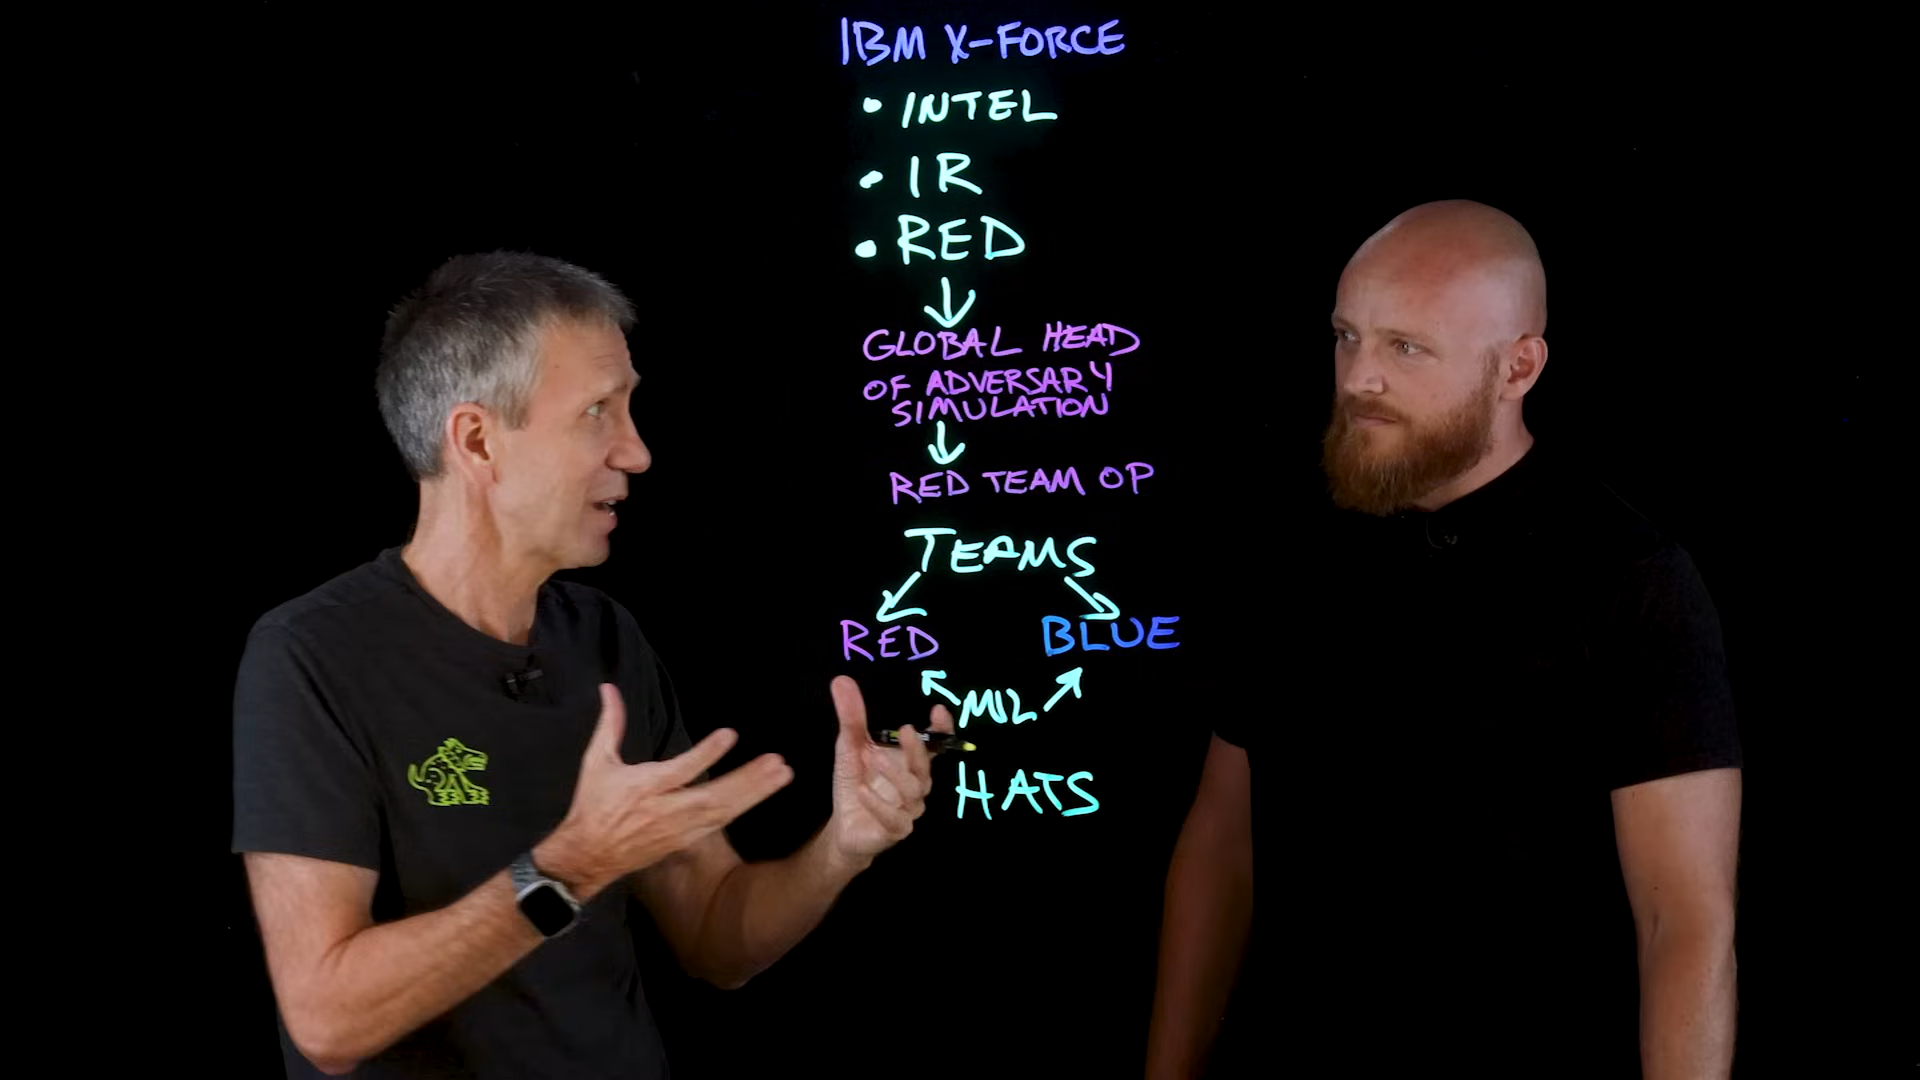 IBM X-FORCE
• INTEL
• IR
• RED
GLOBAL HEAD
OF ADVERSARY
SIMULATION
RED TEAM OP
TEAMS
RED BLUE
MIL
HATS